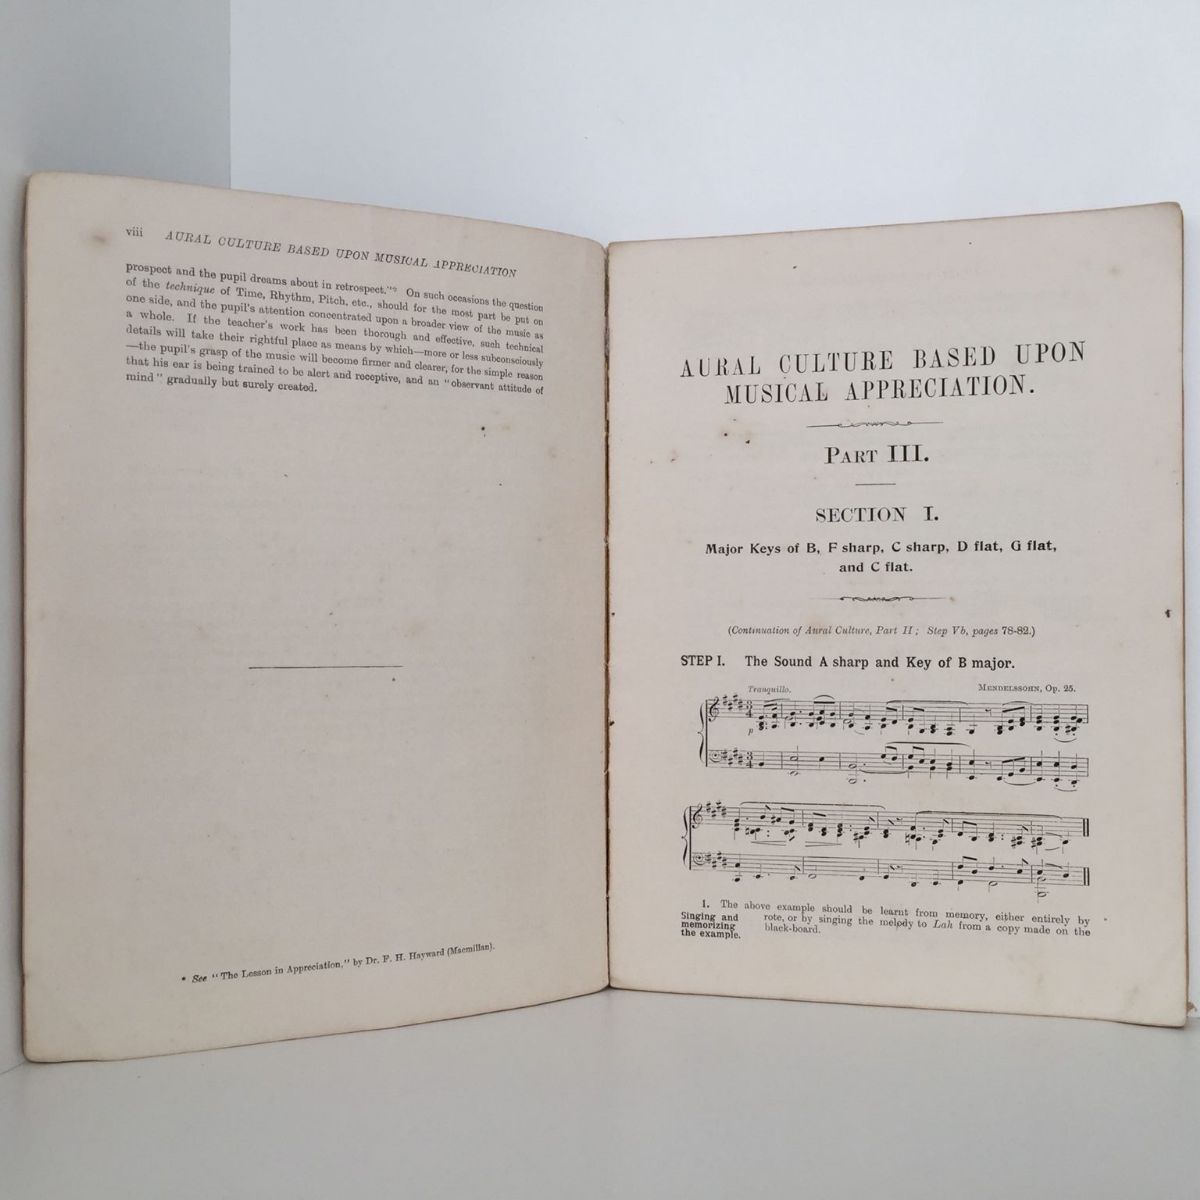 viii AURAL CULTURE BASED UPON MUSICAL APPRECIATION
prospect and the pupil dreams about in retrospect."* On such occasions the question
of the technique of Time, Rhythm, Pitch, etc., should for the most part be put on
one side, and the pupil's attention concentrated upon a broader view of the music as
a whole. If the teacher's work has been thorough and effective, such technical
details will take their rightful place as means by which—more or less subconsciously
—the pupil's grasp of the music will become firmer and clearer, for the simple reason
that his ear is being trained to be alert and receptive, and an "observant attitude of
mind" gradually but surely created.
* See "The Lesson in Appreciation," by Dr. F. H. Hayward (Macmillan).
AURAL CULTURE BASED UPON
MUSICAL APPRECIATION.
PART III.
SECTION I.
Major Keys of B, F sharp, C sharp, D flat, G flat,
and C flat.
(Continuation of Aural Culture, Part II; Step Vb, pages 78-82.)
STEP I. The Sound A sharp and Key of B major.
Tranquillo. MENDELSSOHN, Op. 25.
p
1. The above example should be learnt from memory, either entirely by
Singing and memorizing the example.
rote, or by singing the melody to Lah from a copy made on the
black-board.